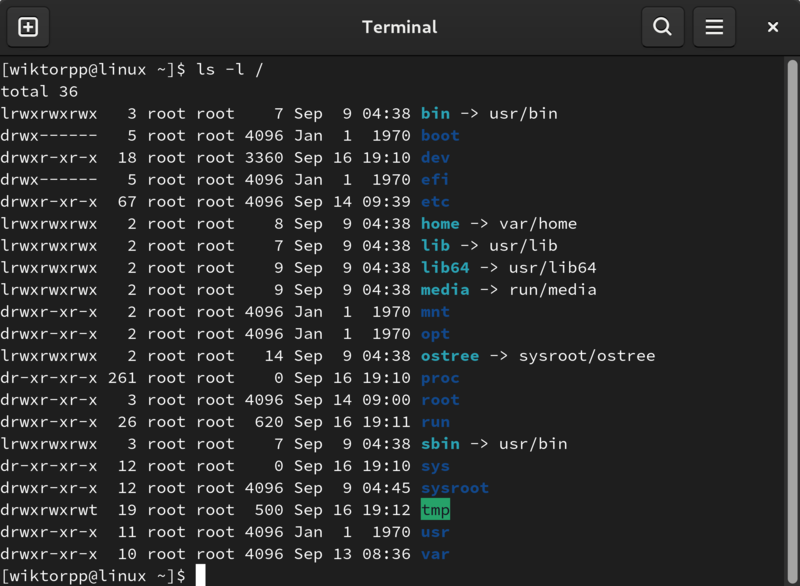 Terminal
[wiktorpp@linux ~]$ ls -l /
total 36
lrwxrwxrwx   3 root root    7 Sep  9 04:38 bin -> usr/bin
drwx------   5 root root 4096 Jan  1  1970 boot
drwxr-xr-x  18 root root 3360 Sep 16 19:10 dev
drwx------   5 root root 4096 Jan  1  1970 efi
drwxr-xr-x  67 root root 4096 Sep 14 09:39 etc
lrwxrwxrwx   2 root root    8 Sep  9 04:38 home -> var/home
lrwxrwxrwx   2 root root    7 Sep  9 04:38 lib -> usr/lib
lrwxrwxrwx   2 root root    9 Sep  9 04:38 lib64 -> usr/lib64
lrwxrwxrwx   2 root root    9 Sep  9 04:38 media -> run/media
drwxr-xr-x   2 root root 4096 Jan  1  1970 mnt
drwxr-xr-x   2 root root 4096 Jan  1  1970 opt
lrwxrwxrwx   2 root root   14 Sep  9 04:38 ostree -> sysroot/ostree
dr-xr-xr-x 261 root root    0 Sep 16 19:10 proc
drwxr-xr-x   3 root root 4096 Sep 14 09:00 root
drwxr-xr-x  26 root root  620 Sep 16 19:11 run
lrwxrwxrwx   3 root root    7 Sep  9 04:38 sbin -> usr/bin
dr-xr-xr-x  12 root root    0 Sep 16 19:10 sys
drwxr-xr-x  12 root root 4096 Sep  9 04:45 sysroot
drwxrwxrwt  19 root root  500 Sep 16 19:12 tmp
drwxr-xr-x  11 root root 4096 Jan  1  1970 usr
drwxr-xr-x  10 root root 4096 Sep 13 08:36 var
[wiktorpp@linux ~]$